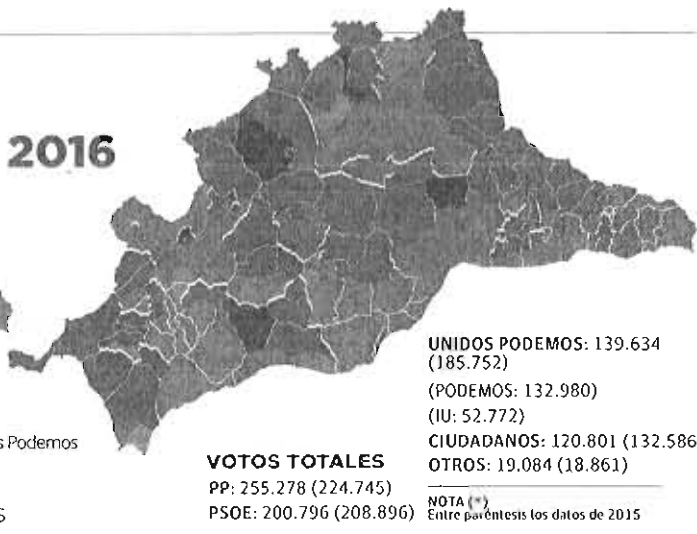 2016
s Podemos
S
VOTOS TOTALES
PP: 255.278 (224.745)
PSOE: 200.796 (208.896)
UNIDOS PODEMOS: 139.634
(185.752)
(PODEMOS: 132.980)
(IU: 52.772)
CIUDADANOS: 120.801 (132.586
OTROS: 19.084 (18.861)
NOTA (*)
Entre paréntesis los datos de 2015